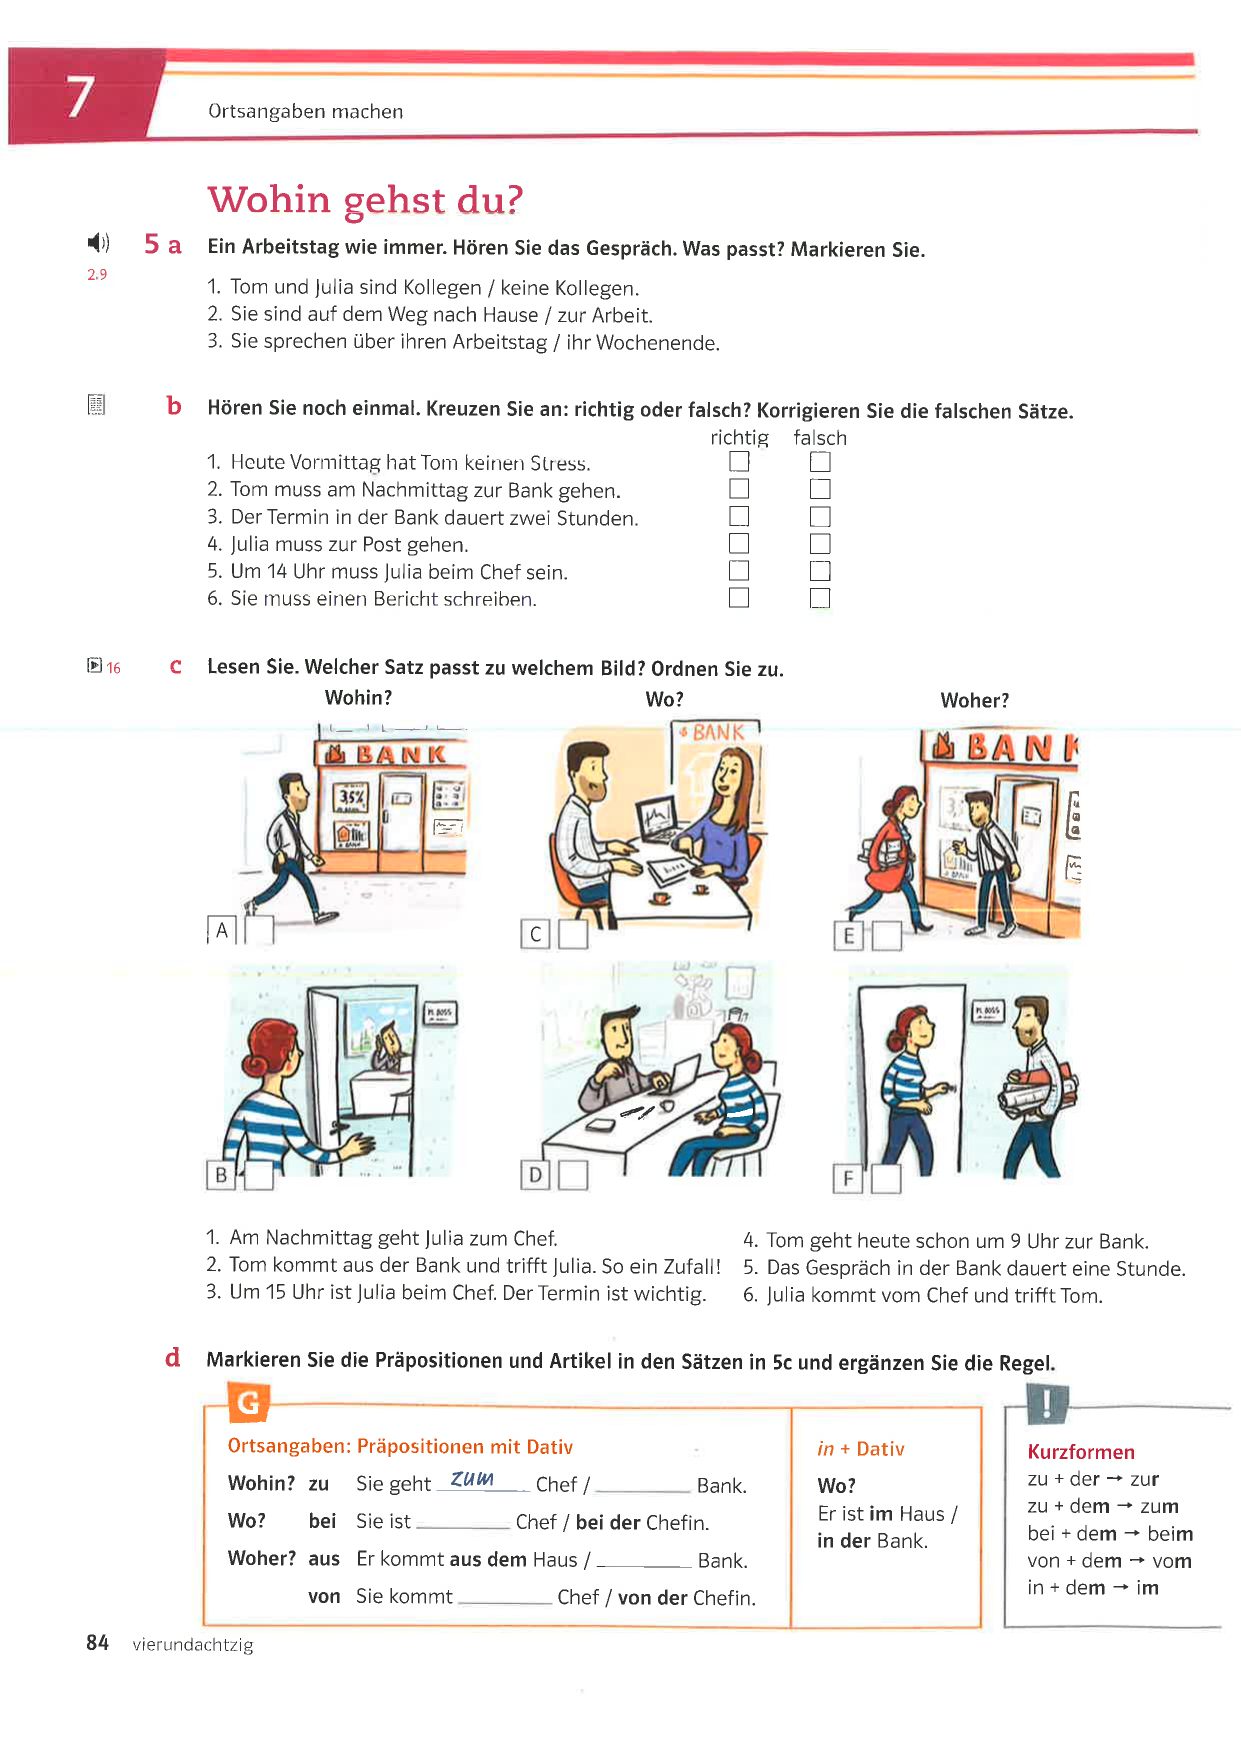 7
Ortsangaben machen
Wohin gehst du?
2.9
5 a Ein Arbeitstag wie immer. Hören Sie das Gespräch. Was passt? Markieren Sie.
1. Tom und Julia sind Kollegen / keine Kollegen.
2. Sie sind auf dem Weg nach Hause / zur Arbeit.
3. Sie sprechen über ihren Arbeitstag / ihr Wochenende.
b Hören Sie noch einmal. Kreuzen Sie an: richtig oder falsch? Korrigieren Sie die falschen Sätze.
richtig falsch
1. Heute Vormittag hat Tom keinen Stress.
2. Tom muss am Nachmittag zur Bank gehen.
3. Der Termin in der Bank dauert zwei Stunden.
4. Julia muss zur Post gehen.
5. Um 14 Uhr muss Julia beim Chef sein.
6. Sie muss einen Bericht schreiben.
16 c Lesen Sie. Welcher Satz passt zu welchem Bild? Ordnen Sie zu.
Wohin? Wo? Woher?
BANK BANK BANK
3,5%
A C E
M. BOSS M. BOSS
B D F
1. Am Nachmittag geht Julia zum Chef.
2. Tom kommt aus der Bank und trifft Julia. So ein Zufall!
3. Um 15 Uhr ist Julia beim Chef. Der Termin ist wichtig.
4. Tom geht heute schon um 9 Uhr zur Bank.
5. Das Gespräch in der Bank dauert eine Stunde.
6. Julia kommt vom Chef und trifft Tom.
d Markieren Sie die Präpositionen und Artikel in den Sätzen in 5c und ergänzen Sie die Regel.
G
Ortsangaben: Präpositionen mit Dativ
Wohin? zu Sie geht zum Chef / ________ Bank.
Wo? bei Sie ist ________ Chef / bei der Chefin.
Woher? aus Er kommt aus dem Haus / ________ Bank.
von Sie kommt ________ Chef / von der Chefin.
in + Dativ
Wo?
Er ist im Haus /
in der Bank.
!
Kurzformen
zu + der → zur
zu + dem → zum
bei + dem → beim
von + dem → vom
in + dem → im
84 vierundachtzig